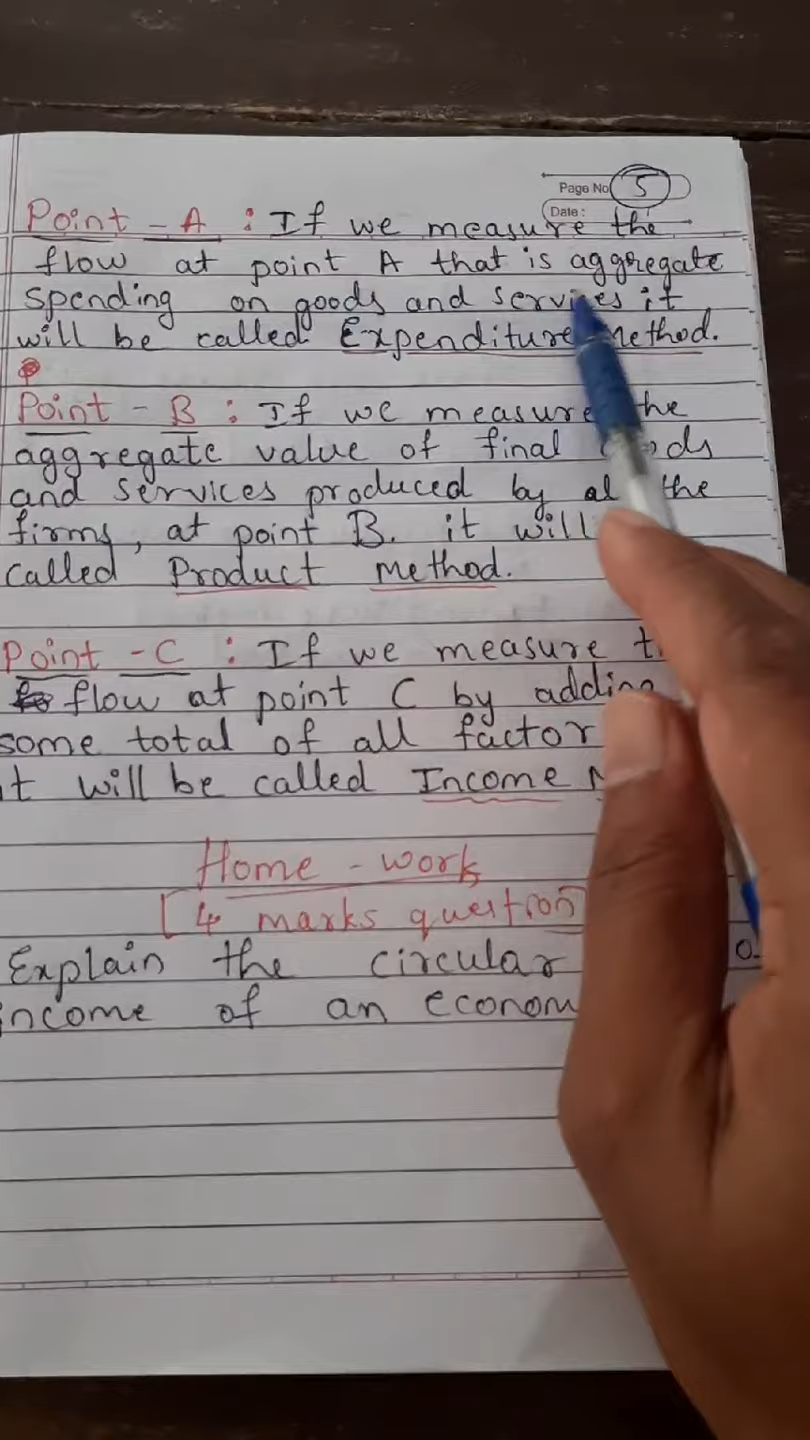 Page No 5
Date :
Point - A : If we measure the
flow at point A that is aggregate
spending on goods and services it
will be called Expenditure Method.
Point - B : If we measure the
aggregate value of final
and services produced by the
firms, at point B. it will
called Product Method.
Point - C : If we measure
flow at point C by adding
some total of all factor
it will be called Income
Home - work
[4 marks question]
Explain the circular
income of an